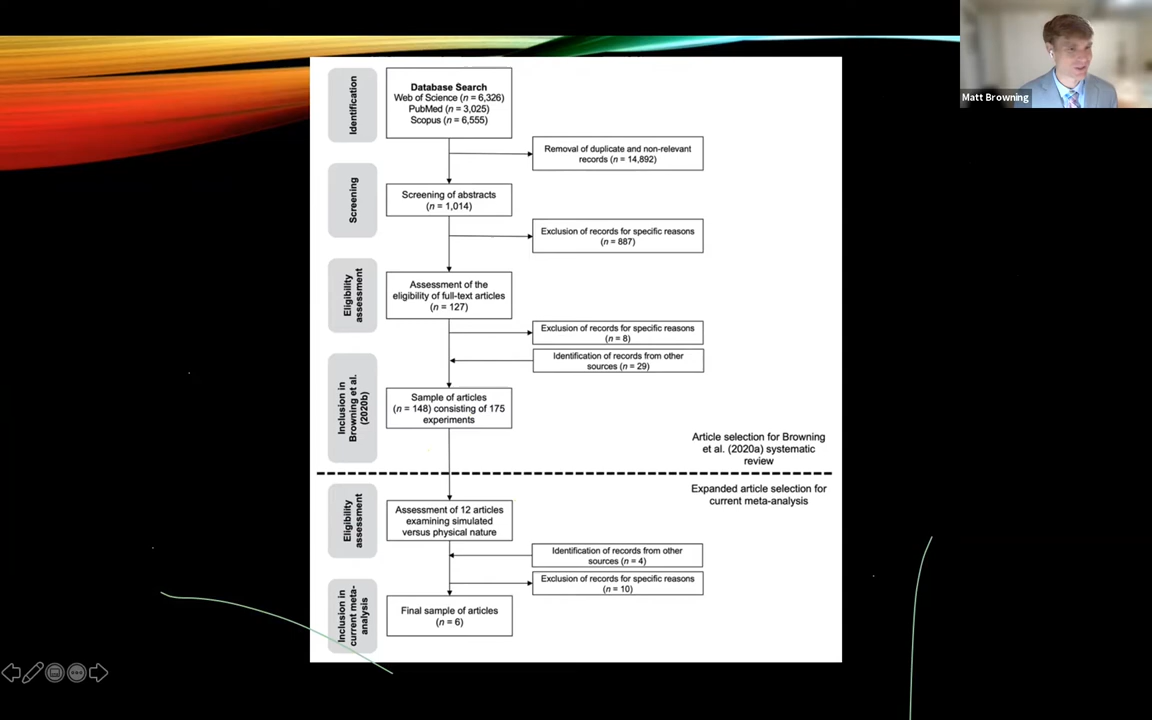 Matt Browning
Identification
Database Search
Web of Science (n = 6,326)
PubMed (n = 3,025)
Scopus (n = 6,555)
Removal of duplicate and non-relevant
records (n = 14,892)
Screening
Screening of abstracts
(n = 1,014)
Exclusion of records for specific reasons
(n = 887)
Eligibility
assessment
Assessment of the
eligibility of full-text articles
(n = 127)
Exclusion of records for specific reasons
(n = 8)
Identification of records from other
sources (n = 29)
Inclusion in
Browning et al.
(2020b)
Sample of articles
(n = 148) consisting of 175
experiments
Article selection for Browning
et al. (2020a) systematic
review
Expanded article selection for
current meta-analysis
Eligibility
assessment
Assessment of 12 articles
examining simulated
versus physical nature
Identification of records from other
sources (n = 4)
Exclusion of records for specific reasons
(n = 10)
Inclusion in
current meta-
analysis
Final sample of articles
(n = 6)